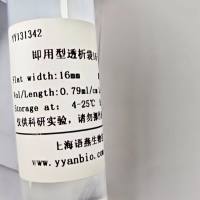 YY131342
即用型透析袋
Flat width:16mm
Vol/Length:0.79ml/cm
Storage at: 4-25℃
仅供科研实验,请勿
上海语燕生物
www.yyanbio.com